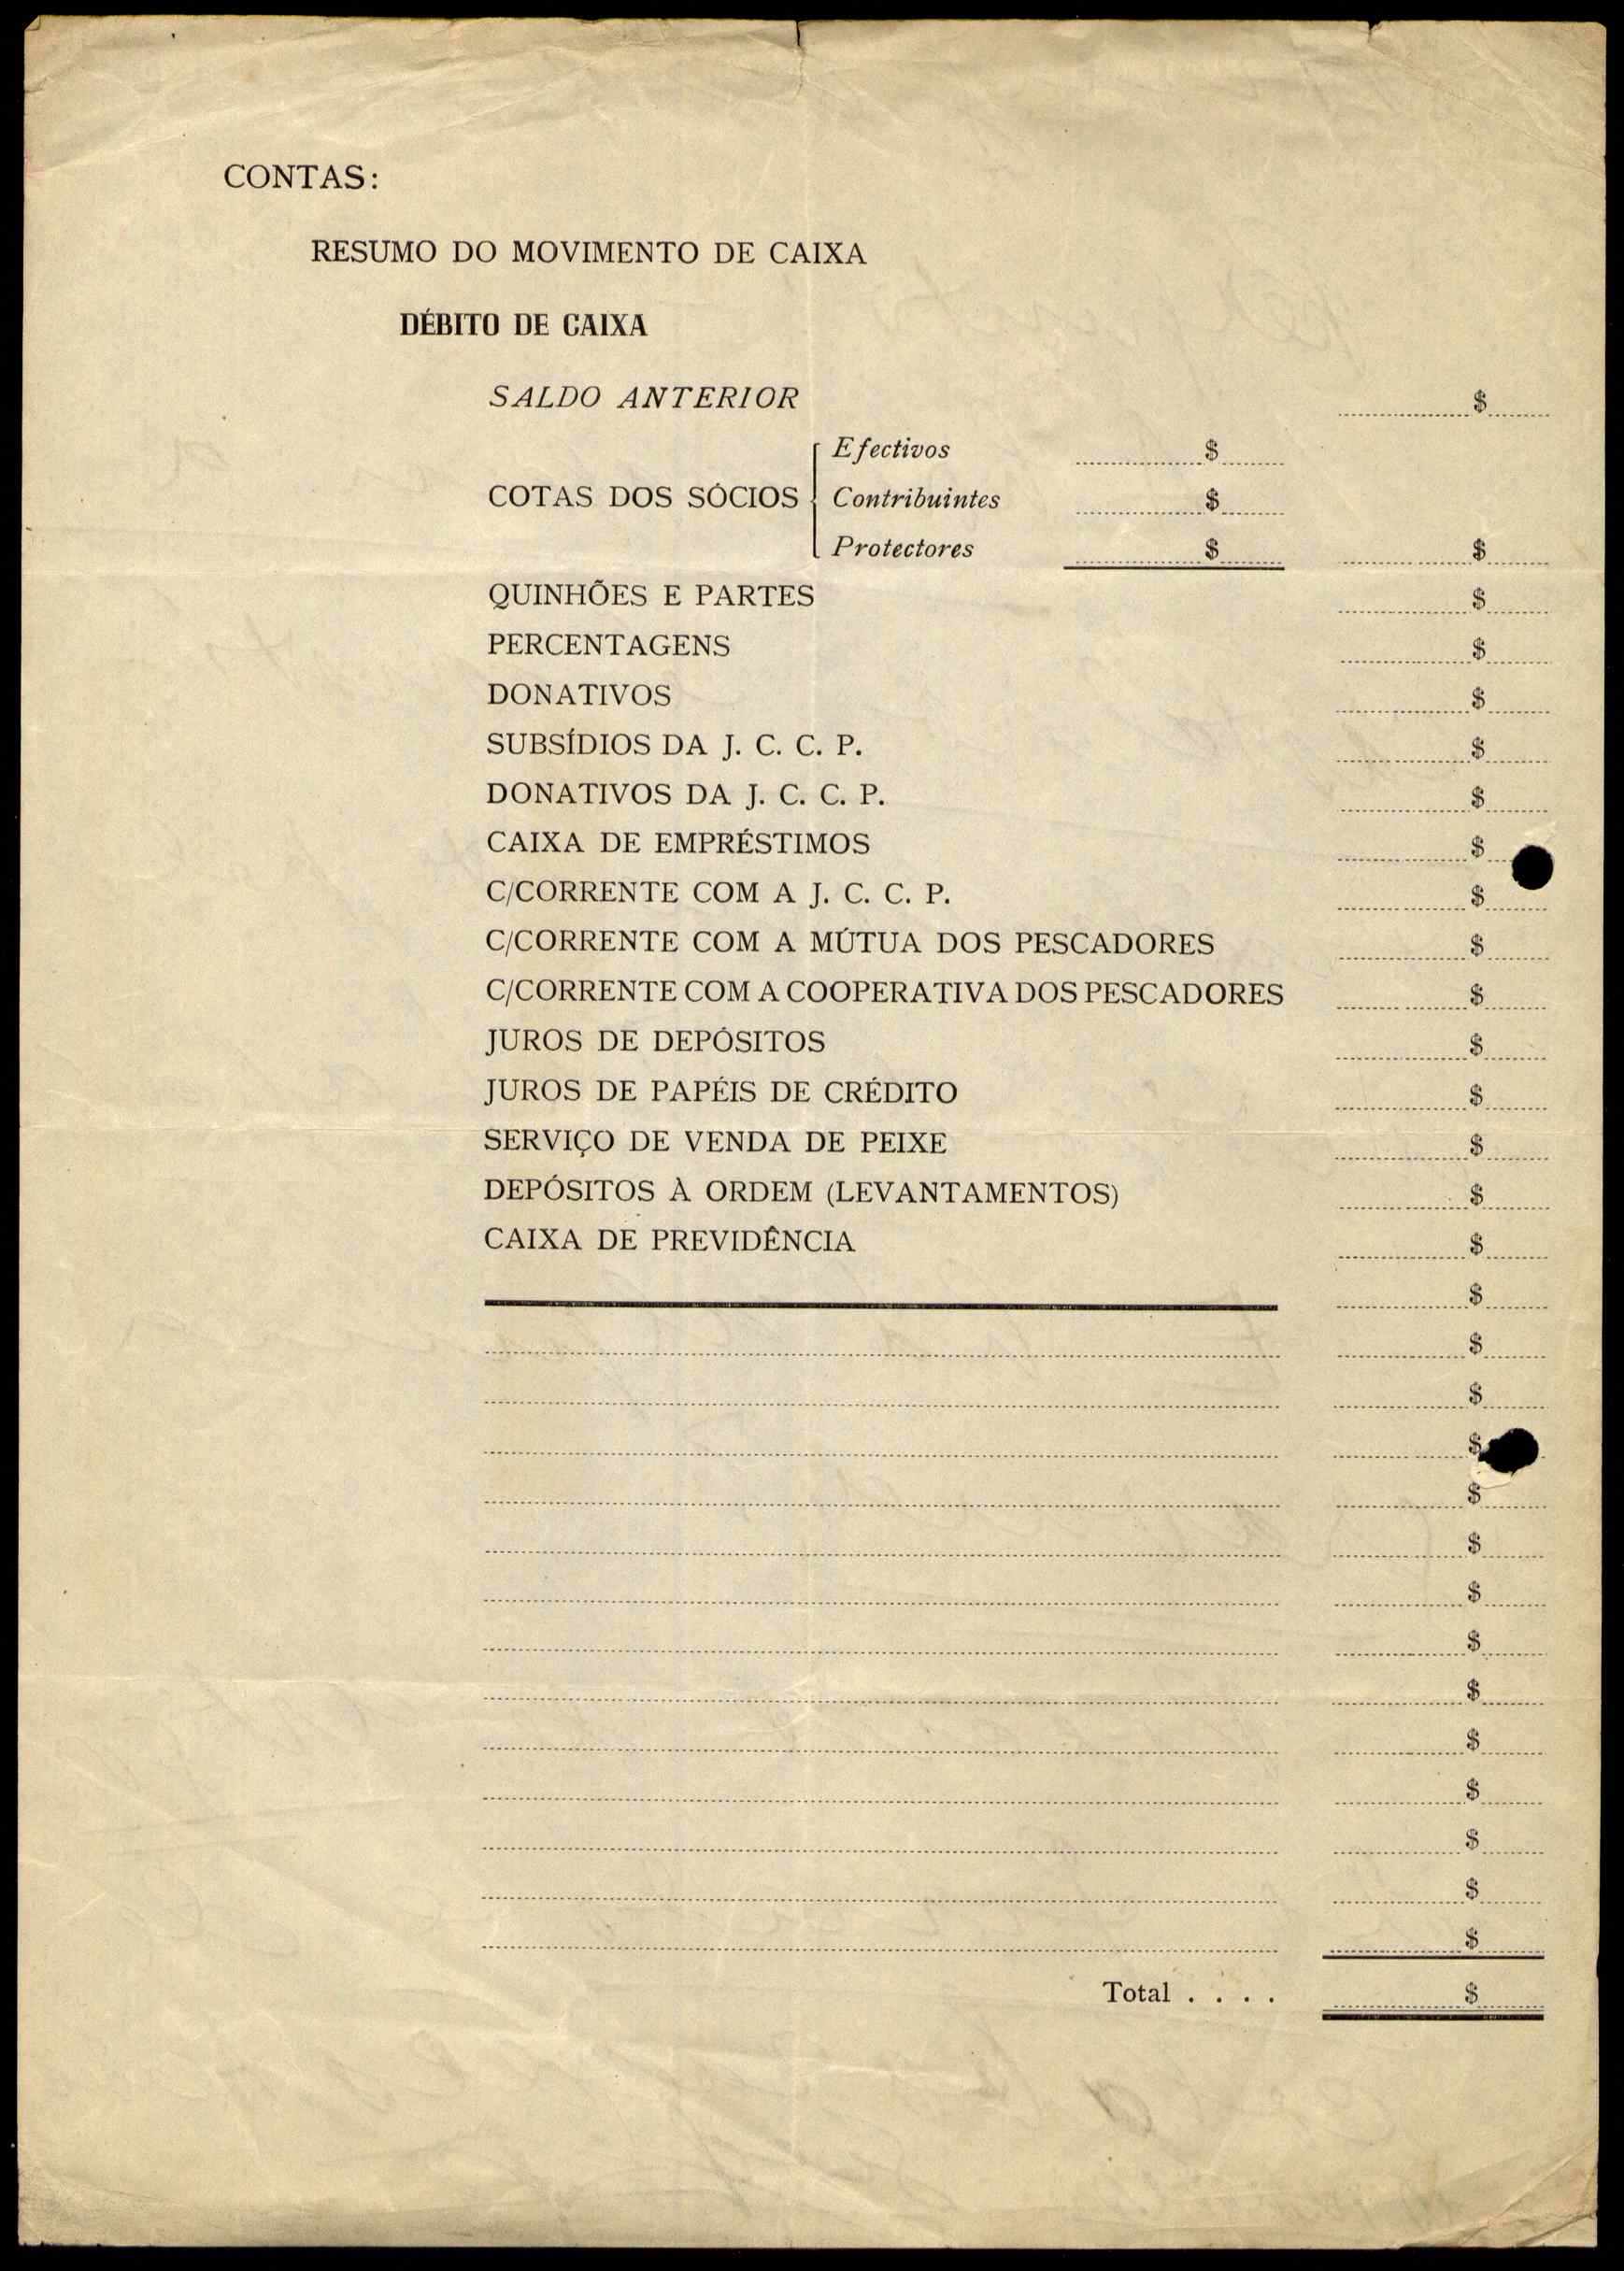 CONTAS:
RESUMO DO MOVIMENTO DE CAIXA
DÉBITO DE CAIXA
SALDO ANTERIOR $
Efectivos $
COTAS DOS SÓCIOS Contribuintes $
Protectores $ $
QUINHÕES E PARTES $
PERCENTAGENS $
DONATIVOS $
SUBSÍDIOS DA J. C. C. P. $
DONATIVOS DA J. C. C. P. $
CAIXA DE EMPRÉSTIMOS $
C/CORRENTE COM A J. C. C. P. $
C/CORRENTE COM A MÚTUA DOS PESCADORES $
C/CORRENTE COM A COOPERATIVA DOS PESCADORES $
JUROS DE DEPÓSITOS $
JUROS DE PAPÉIS DE CRÉDITO $
SERVIÇO DE VENDA DE PEIXE $
DEPÓSITOS À ORDEM (LEVANTAMENTOS) $
CAIXA DE PREVIDÊNCIA $
$
$
$
$
$
$
$
$
$
$
$
$
$
$
Total . . . . $